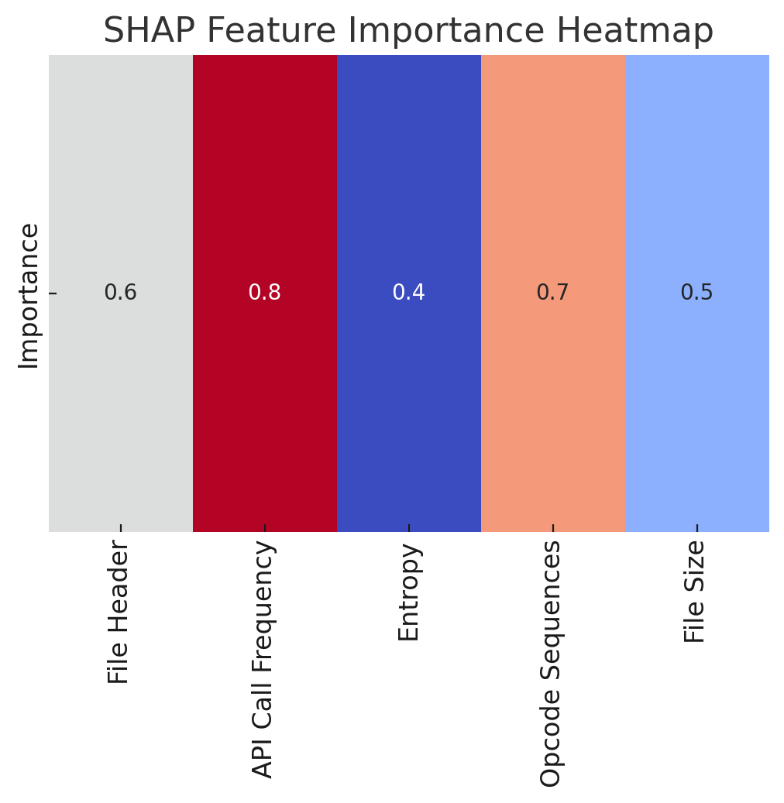 SHAP Feature Importance Heatmap
Importance
0.6
0.8
0.4
0.7
0.5
File Header
API Call Frequency
Entropy
Opcode Sequences
File Size